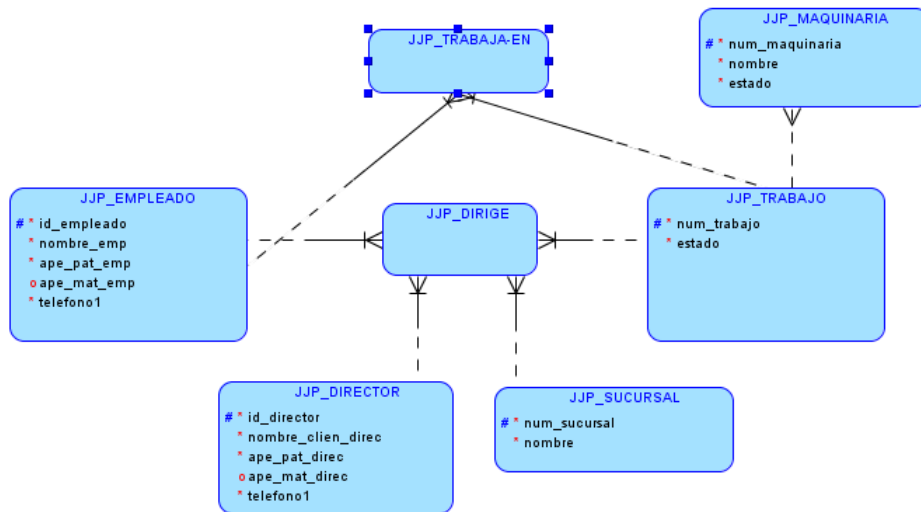 JJP_TRABAJA-EN
JJP_MAQUINARIA
# * num_maquinaria
* nombre
* estado
JJP_EMPLEADO
# * id_empleado
* nombre_emp
* ape_pat_emp
o ape_mat_emp
* telefono1
JJP_DIRIGE
JJP_TRABAJO
# * num_trabajo
* estado
JJP_DIRECTOR
# * id_director
* nombre_clien_direc
* ape_pat_direc
o ape_mat_direc
* telefono1
JJP_SUCURSAL
# * num_sucursal
* nombre